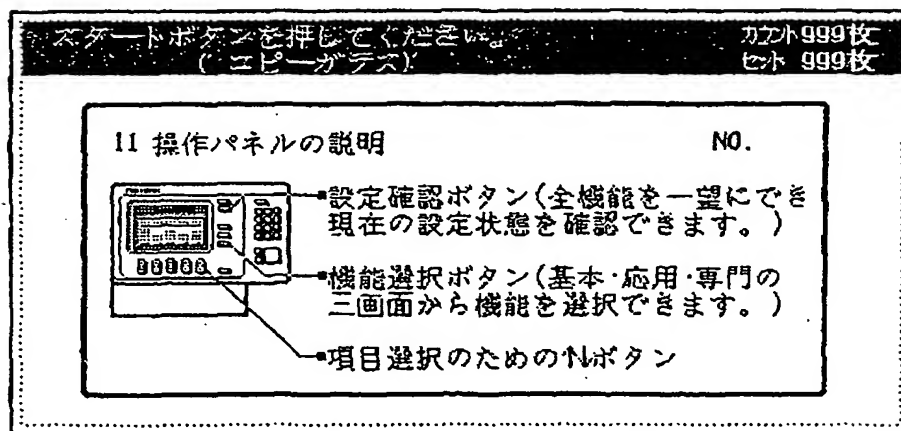 スタートボタンを押してください。
カウント999枚
(コピーガラス)
セット 999枚
11 操作パネルの説明
NO.
設定確認ボタン(全機能を一望にでき
現在の設定状態を確認できます。)
機能選択ボタン(基本・応用・専門の
三画面から機能を選択できます。)
項目選択のための↑↓ボタン